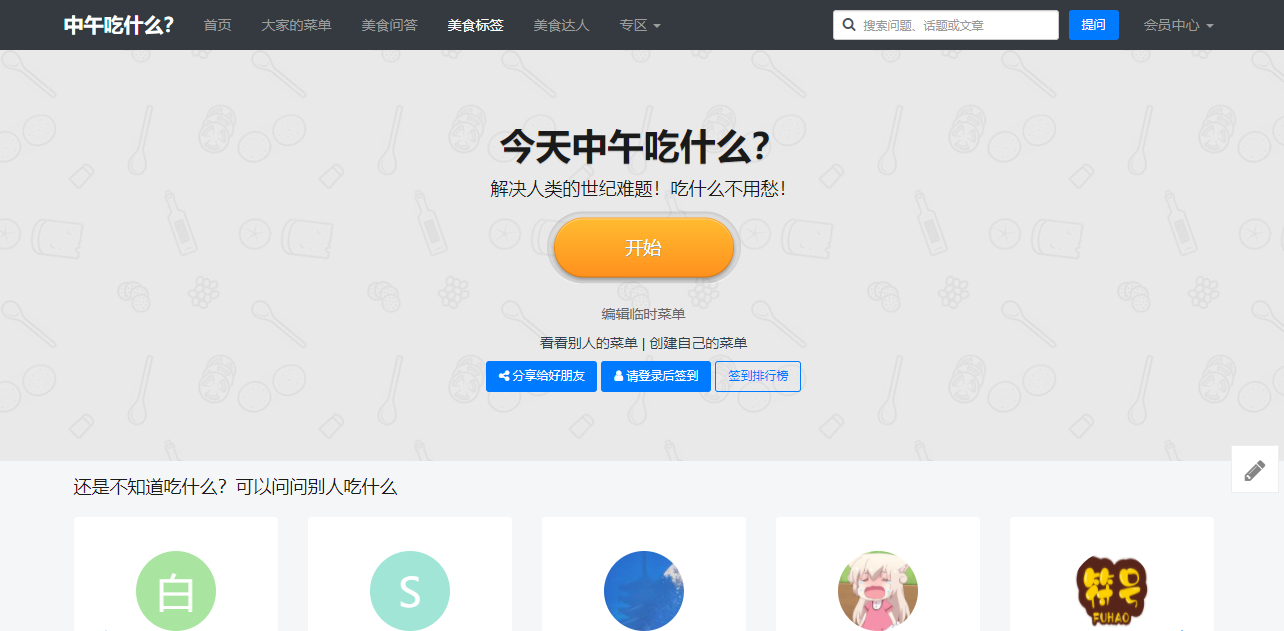 中午吃什么? 首页 大家的菜单 美食问答 美食标签 美食达人 专区 搜索问题、话题或文章 提问 会员中心
今天中午吃什么?
解决人类的世纪难题！吃什么不用愁！
开始
编辑临时菜单
看看别人的菜单 | 创建自己的菜单
分享给好朋友 请登录后签到 签到排行榜
还是不知道吃什么？可以问问别人吃什么
白 S 符号
FUHAO